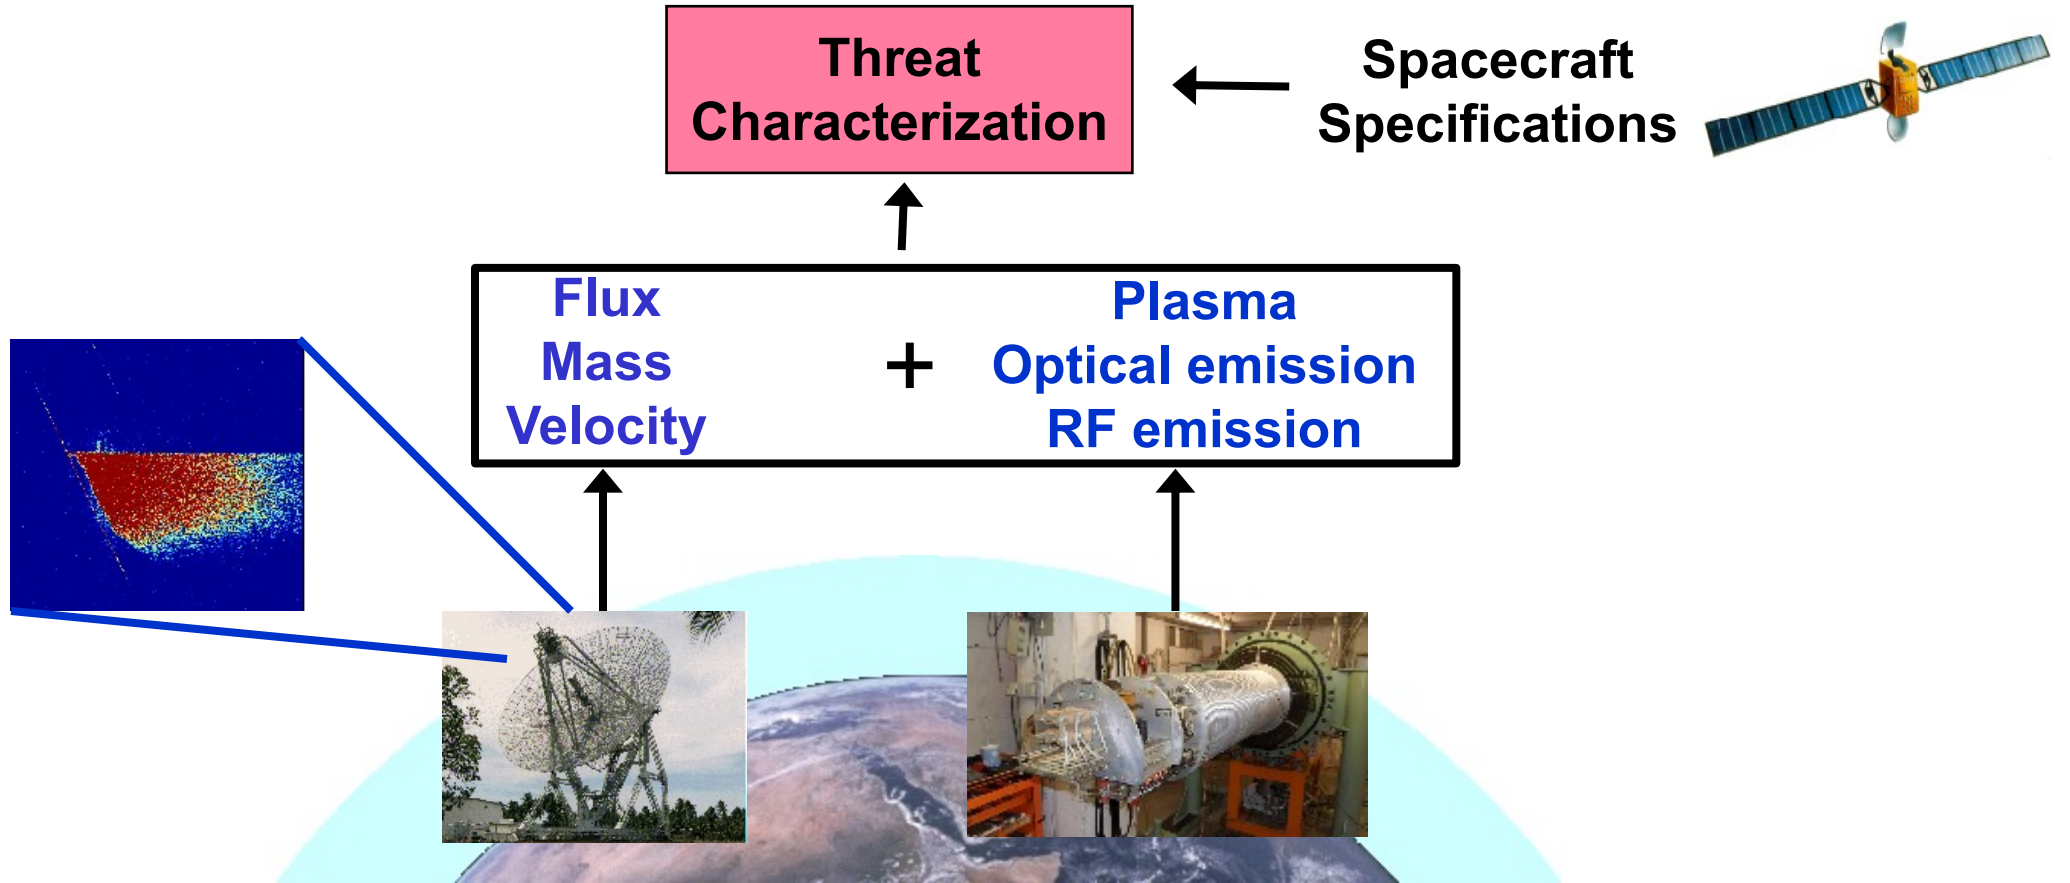 Threat
Characterization
Spacecraft
Specifications
Flux
Mass
Velocity
+
Plasma
Optical emission
RF emission